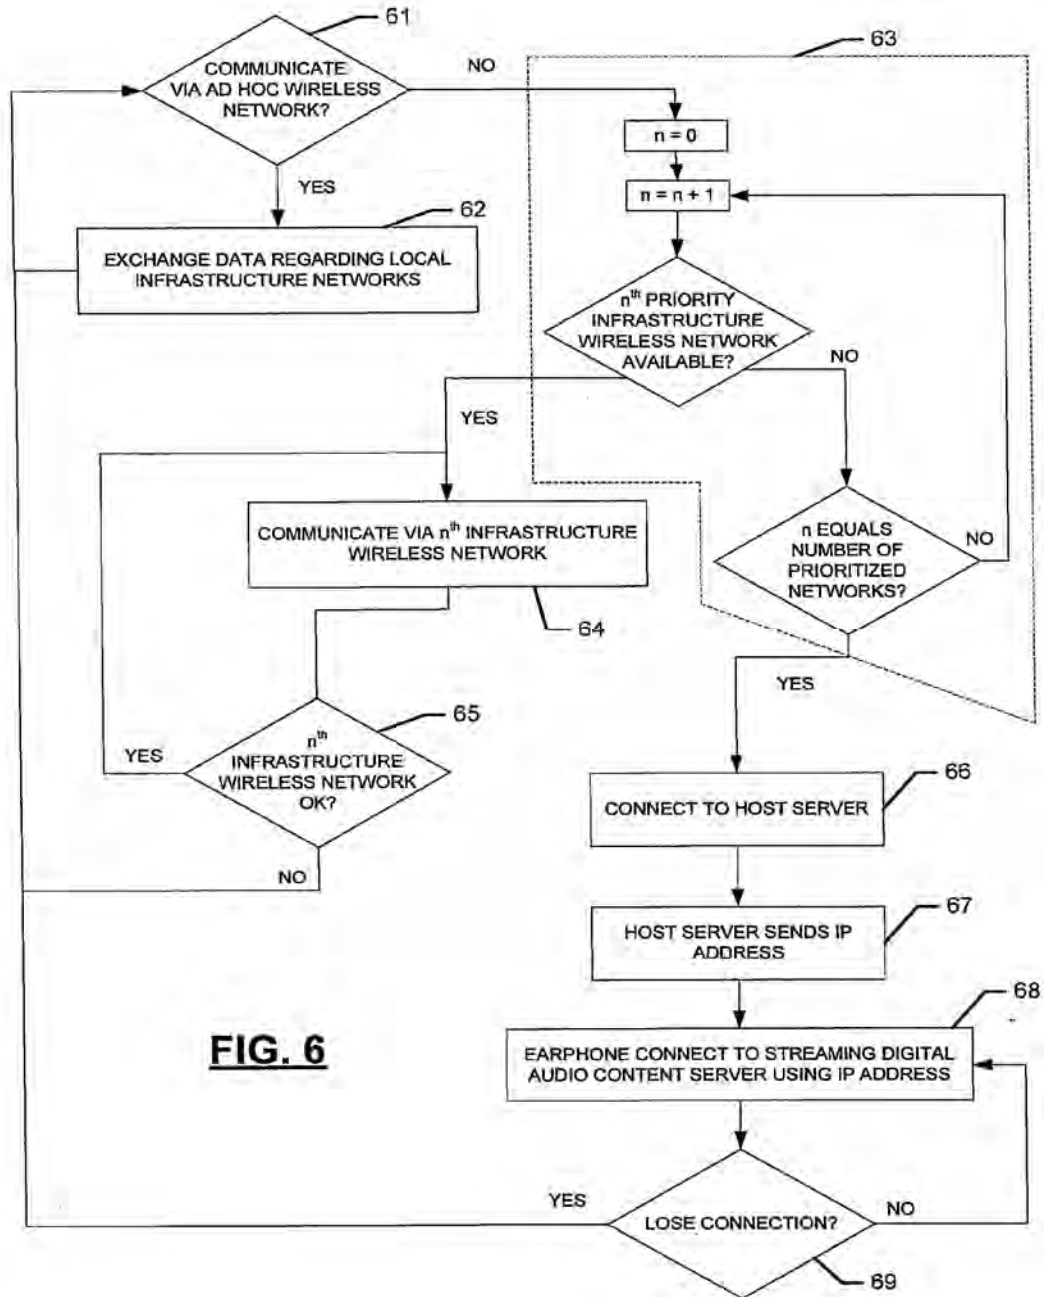 61
COMMUNICATE
VIA AD HOC WIRELESS
NETWORK?
NO
63
YES
n = 0
n = n + 1
62
EXCHANGE DATA REGARDING LOCAL
INFRASTRUCTURE NETWORKS
nth PRIORITY
INFRASTRUCTURE
WIRELESS NETWORK
AVAILABLE?
NO
YES
COMMUNICATE VIA nth INFRASTRUCTURE
WIRELESS NETWORK
64
n EQUALS
NUMBER OF
PRIORITIZED
NETWORKS?
NO
YES
65
nth
INFRASTRUCTURE
WIRELESS NETWORK
OK?
YES
NO
66
CONNECT TO HOST SERVER
67
HOST SERVER SENDS IP
ADDRESS
68
EARPHONE CONNECT TO STREAMING DIGITAL
AUDIO CONTENT SERVER USING IP ADDRESS
FIG. 6
YES
LOSE CONNECTION?
NO
69